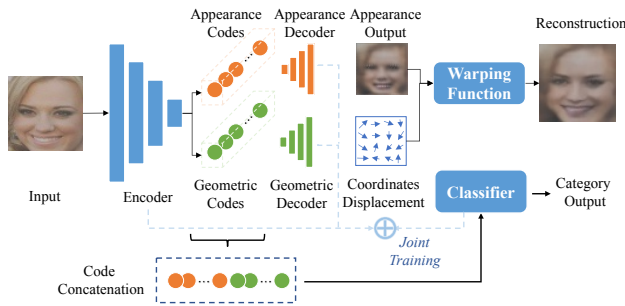 Appearance
Codes
Appearance
Decoder
Appearance
Output
Reconstruction
Warping
Function
Input
Encoder
Geometric
Codes
Geometric
Decoder
Coordinates
Displacement
Classifier
Category
Output
Joint
Training
Code
Concatenation